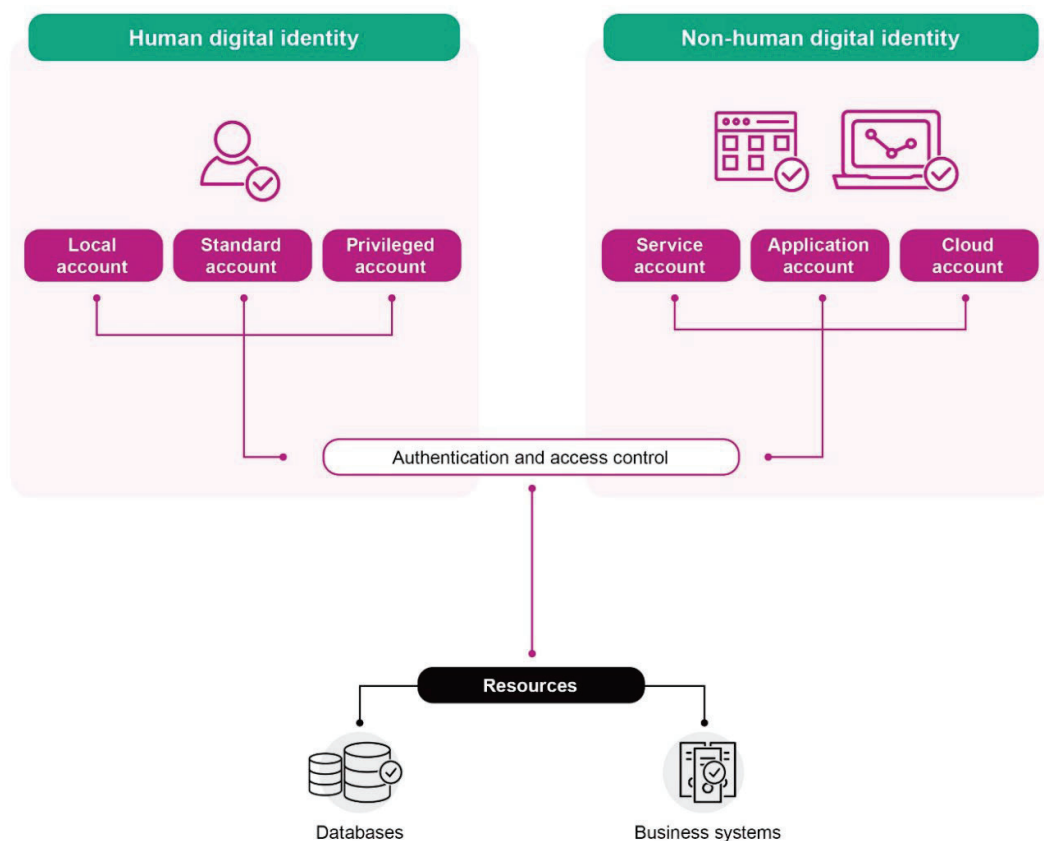 Human digital identity
Non-human digital identity
Local
account
Standard
account
Privileged
account
Service
account
Application
account
Cloud
account
Authentication and access control
Resources
Databases
Business systems